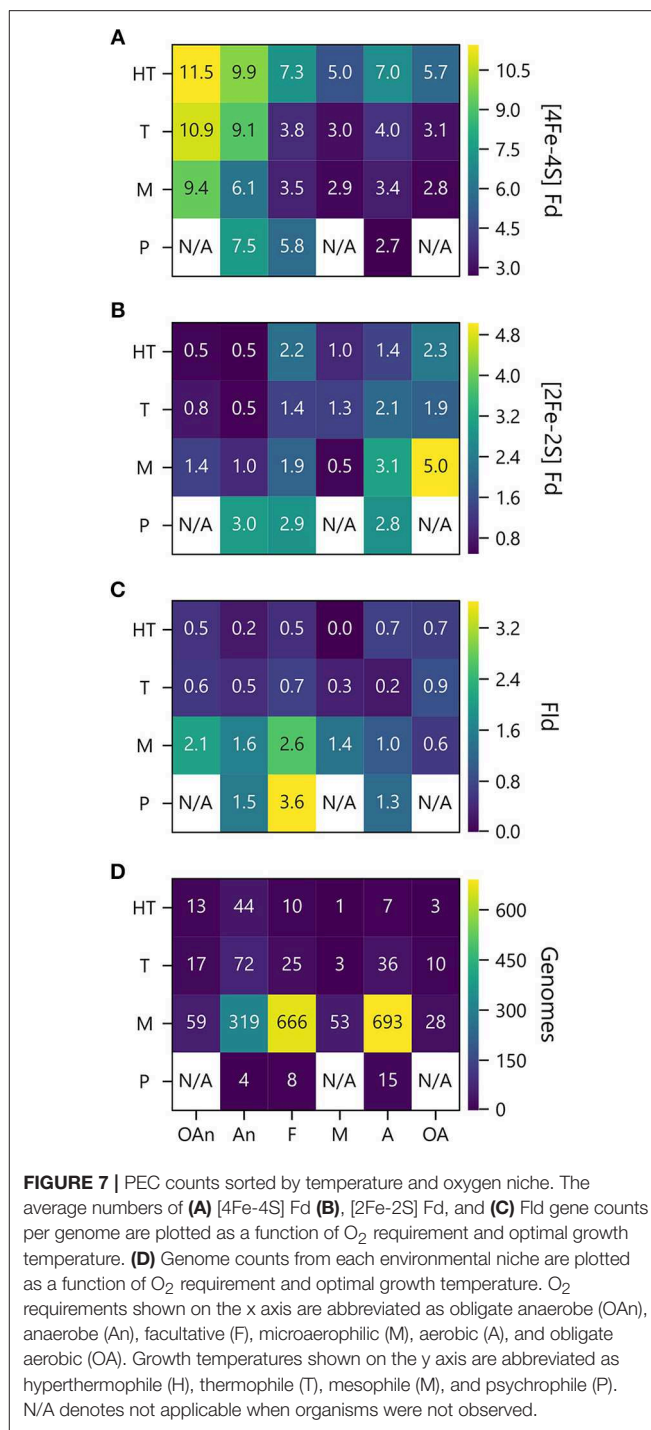 A
HT 11.5 9.9 7.3 5.0 7.0 5.7
T 10.9 9.1 3.8 3.0 4.0 3.1
M 9.4 6.1 3.5 2.9 3.4 2.8
P N/A 7.5 5.8 N/A 2.7 N/A
10.5
9.0
7.5
6.0
4.5
3.0
[4Fe-4S] Fd
B
HT 0.5 0.5 2.2 1.0 1.4 2.3
T 0.8 0.5 1.4 1.3 2.1 1.9
M 1.4 1.0 1.9 0.5 3.1 5.0
P N/A 3.0 2.9 N/A 2.8 N/A
4.8
4.0
3.2
2.4
1.6
0.8
[2Fe-2S] Fd
C
HT 0.5 0.2 0.5 0.0 0.7 0.7
T 0.6 0.5 0.7 0.3 0.2 0.9
M 2.1 1.6 2.6 1.4 1.0 0.6
P N/A 1.5 3.6 N/A 1.3 N/A
3.2
2.4
1.6
0.8
0.0
Fld
D
HT 13 44 10 1 7 3
T 17 72 25 3 36 10
M 59 319 666 53 693 28
P N/A 4 8 N/A 15 N/A
OAn An F M A OA
600
450
300
150
0
Genomes
FIGURE 7 | PEC counts sorted by temperature and oxygen niche. The
average numbers of (A) [4Fe-4S] Fd (B), [2Fe-2S] Fd, and (C) Fld gene counts
per genome are plotted as a function of O₂ requirement and optimal growth
temperature. (D) Genome counts from each environmental niche are plotted
as a function of O₂ requirement and optimal growth temperature. O₂
requirements shown on the x axis are abbreviated as obligate anaerobe (OAn),
anaerobe (An), facultative (F), microaerophilic (M), aerobic (A), and obligate
aerobic (OA). Growth temperatures shown on the y axis are abbreviated as
hyperthermophile (H), thermophile (T), mesophile (M), and psychrophile (P).
N/A denotes not applicable when organisms were not observed.